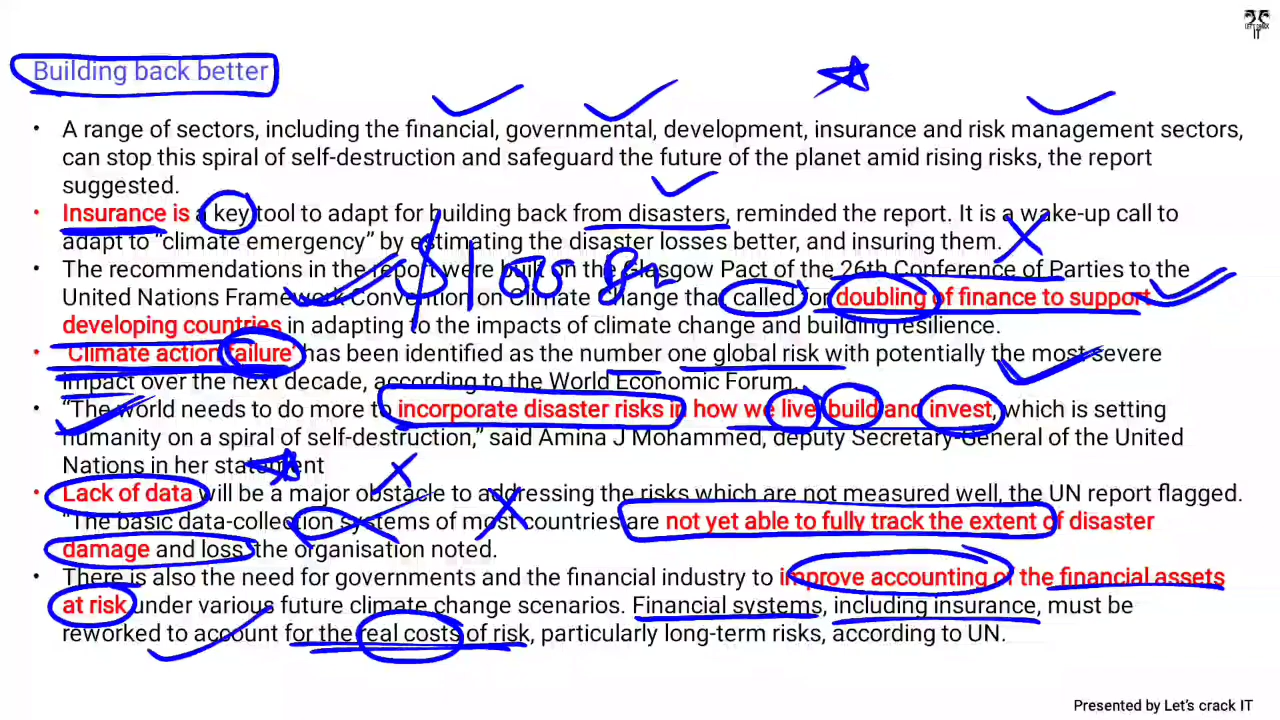 LET'S CRACK
IT
Building back better
• A range of sectors, including the financial, governmental, development, insurance and risk management sectors,
can stop this spiral of self-destruction and safeguard the future of the planet amid rising risks, the report
suggested.
• Insurance is a key tool to adapt for building back from disasters, reminded the report. It is a wake-up call to
adapt to “climate emergency” by estimating the disaster losses better, and insuring them.
• The recommendations in the report were built on the Glasgow Pact of the 26th Conference of Parties to the
$100 Bn
United Nations Framework Convention on Climate change that called for doubling of finance to support
developing countries in adapting to the impacts of climate change and building resilience.
• ‘Climate action failure’ has been identified as the number one global risk with potentially the most severe
impact over the next decade, according to the World Economic Forum.
• “The world needs to do more to incorporate disaster risks in how we live, build and invest, which is setting
humanity on a spiral of self-destruction,” said Amina J Mohammed, deputy Secretary-General of the United
Nations in her statement
• Lack of data will be a major obstacle to addressing the risks which are not measured well, the UN report flagged.
“The basic data-collection systems of most countries are not yet able to fully track the extent of disaster
damage and loss, the organisation noted.
• There is also the need for governments and the financial industry to improve accounting of the financial assets
at risk under various future climate change scenarios. Financial systems, including insurance, must be
reworked to account for the real costs of risk, particularly long-term risks, according to UN.
Presented by Let’s crack IT